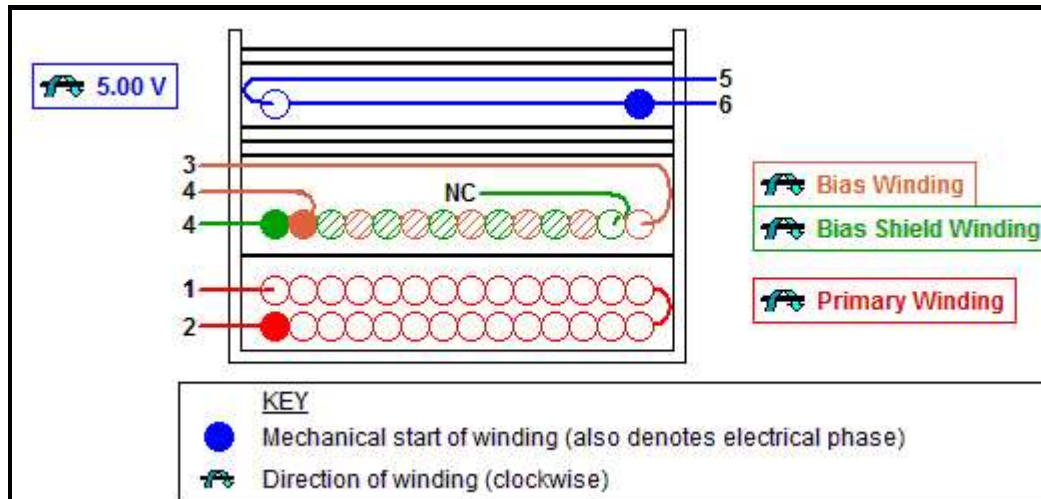 5.00 V
5
6
3
4
NC
4
Bias Winding
Bias Shield Winding
1
2
Primary Winding
KEY
Mechanical start of winding (also denotes electrical phase)
Direction of winding (clockwise)